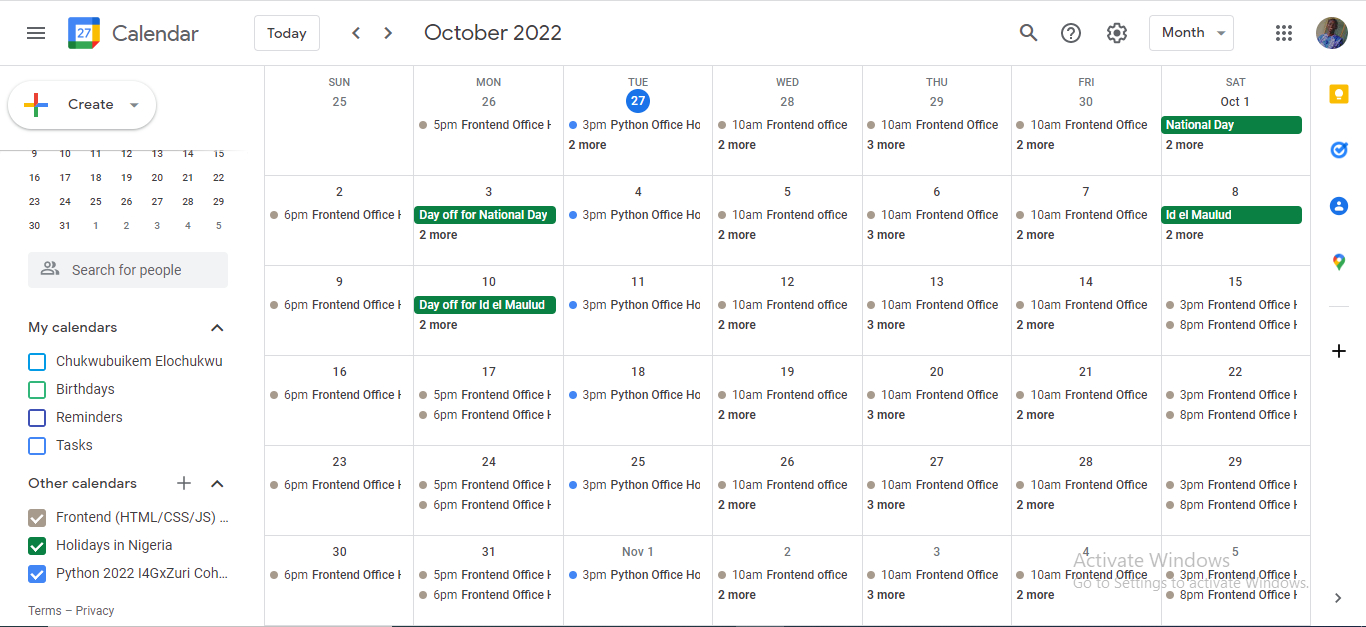 27 Calendar Today October 2022 Month
Create
SUN MON TUE WED THU FRI SAT
25 26 27 28 29 30 Oct 1
5pm Frontend Office H 3pm Python Office Ho 10am Frontend office 10am Frontend Office 10am Frontend Office National Day
2 more 2 more 3 more 2 more 2 more
2 3 4 5 6 7 8
6pm Frontend Office H Day off for National Day 3pm Python Office Ho 10am Frontend office 10am Frontend Office 10am Frontend Office Id el Maulud
2 more 2 more 3 more 2 more 2 more
9 10 11 12 13 14 15
6pm Frontend Office H Day off for Id el Maulud 3pm Python Office Ho 10am Frontend office 10am Frontend Office 10am Frontend Office 3pm Frontend Office H
2 more 2 more 3 more 2 more 8pm Frontend Office H
16 17 18 19 20 21 22
6pm Frontend Office H 5pm Frontend Office H 3pm Python Office Ho 10am Frontend office 10am Frontend Office 10am Frontend Office 3pm Frontend Office H
6pm Frontend Office H 2 more 3 more 2 more 8pm Frontend Office H
23 24 25 26 27 28 29
6pm Frontend Office H 5pm Frontend Office H 3pm Python Office Ho 10am Frontend office 10am Frontend Office 10am Frontend Office 3pm Frontend Office H
6pm Frontend Office H 2 more 3 more 2 more 8pm Frontend Office H
30 31 Nov 1 2 3 4 5
6pm Frontend Office H 5pm Frontend Office H 3pm Python Office Ho 10am Frontend office 10am Frontend Office 10am Frontend Office 3pm Frontend Office H
6pm Frontend Office H 2 more 3 more 2 more 8pm Frontend Office H
9 10 11 12 13 14 15
16 17 18 19 20 21 22
23 24 25 26 27 28 29
30 31 1 2 3 4 5
Search for people
My calendars
Chukwubuikem Elochukwu
Birthdays
Reminders
Tasks
Other calendars
Frontend (HTML/CSS/JS) ...
Holidays in Nigeria
Python 2022 I4GxZuri Coh...
Terms – Privacy
Activate Windows
Go to Settings to activate Windows.